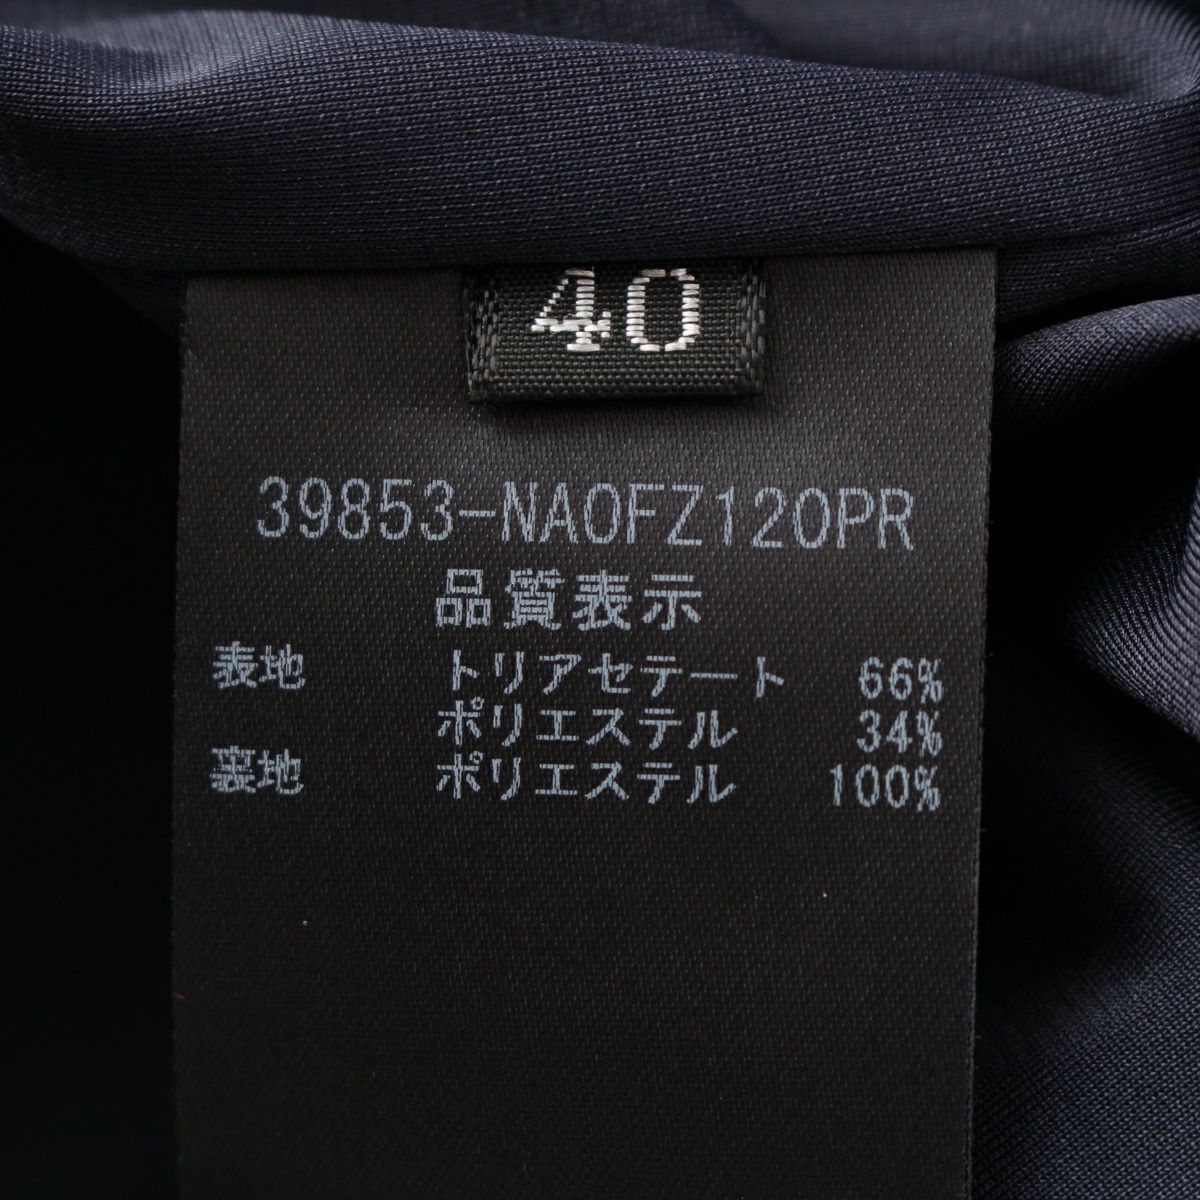 40
39853-NA0FZ120PR
品質表示
表地 トリアセテート 66%
ポリエステル 34%
裏地 ポリエステル 100%